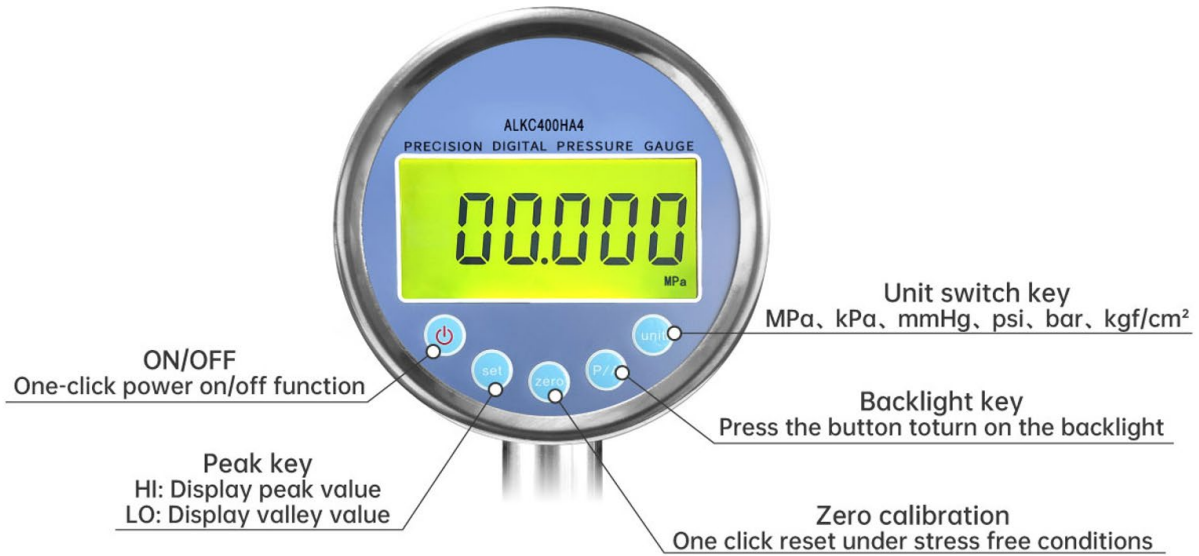 ALKC400HA4
PRECISION DIGITAL PRESSURE GAUGE
00.000
MPa
unit
set
zero
P/
Unit switch key
MPa、kPa、mmHg、psi、bar、kgf/cm²
ON/OFF
One-click power on/off function
Backlight key
Press the button toturn on the backlight
Peak key
HI: Display peak value
LO: Display valley value
Zero calibration
One click reset under stress free conditions